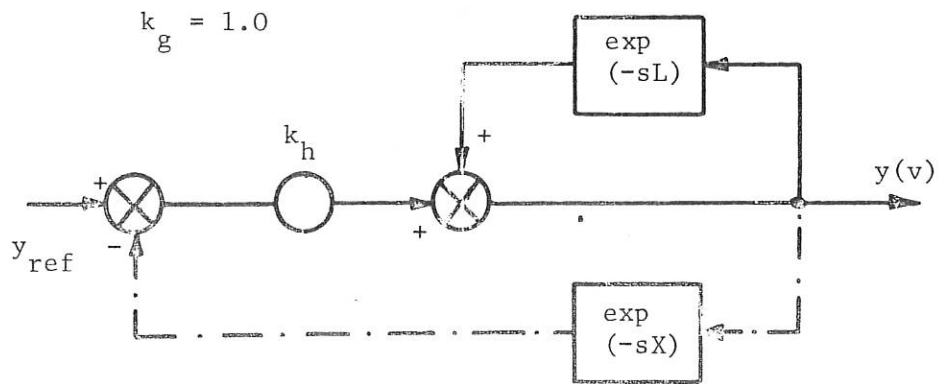 k_g = 1.0
exp
(-sL)
+
k_h
y(v)
+
+
y_ref
-
exp
(-sX)